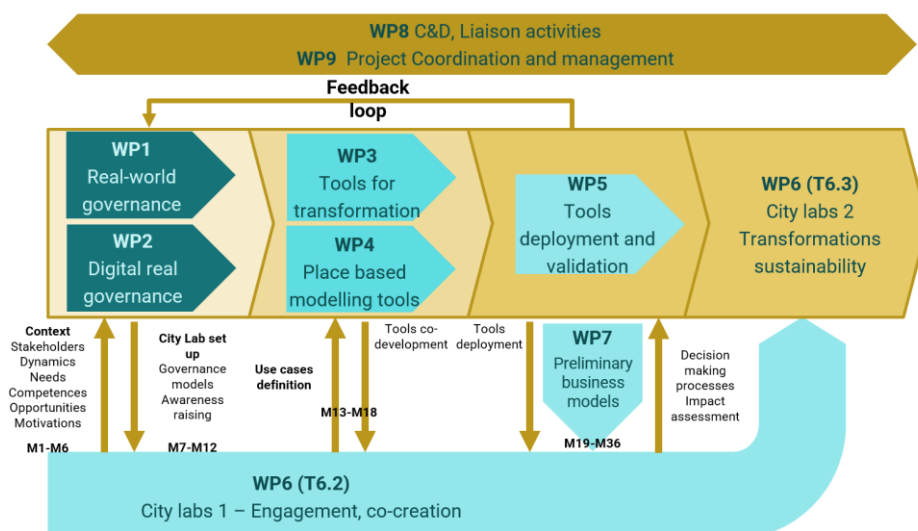 WP8 C&D, Liaison activities
WP9 Project Coordination and management
Feedback
loop
WP1
Real-world
governance
WP2
Digital real
governance
WP3
Tools for
transformation
WP4
Place based
modelling tools
WP5
Tools
deployment and
validation
WP6 (T6.3)
City labs 2
Transformations
sustainability
Context
Stakeholders
Dynamics
Needs
Competences
Opportunities
Motivations
M1-M6
City Lab set
up
Governance
models
Awareness
raising
M7-M12
Use cases
definition
M13-M18
Tools co-
development
Tools
deployment
WP7
Preliminary
business
models
M19-M36
Decision
making
processes
Impact
assessment
WP6 (T6.2)
City labs 1 – Engagement, co-creation